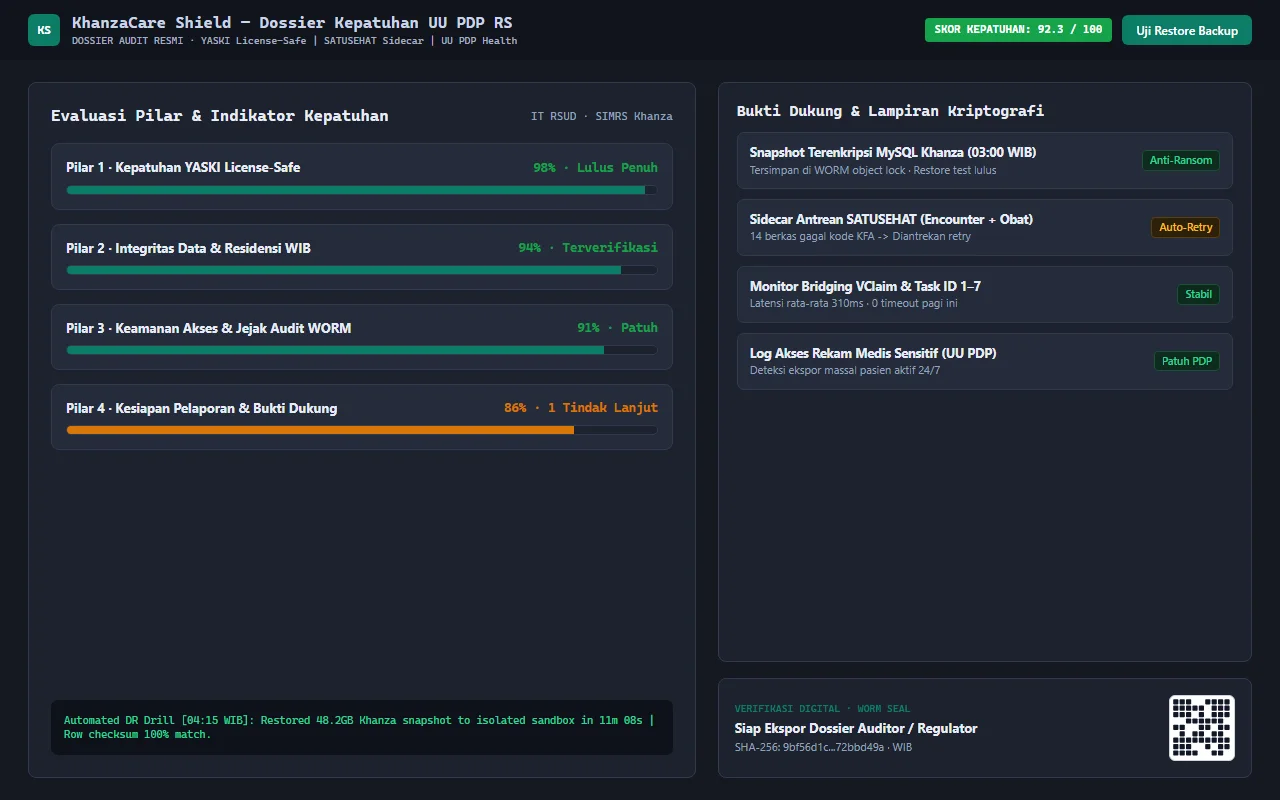 KS
KhanzaCare Shield — Dossier Kepatuhan UU PDP RS
DOSSIER AUDIT RESMI · YASKI License-Safe | SATUSEHAT Sidecar | UU PDP Health
SKOR KEPATUHAN: 92.3 / 100
Uji Restore Backup
Evaluasi Pilar & Indikator Kepatuhan
IT RSUD · SIMRS Khanza
Pilar 1 · Kepatuhan YASKI License-Safe
98% · Lulus Penuh
Pilar 2 · Integritas Data & Residensi WIB
94% · Terverifikasi
Pilar 3 · Keamanan Akses & Jejak Audit WORM
91% · Patuh
Pilar 4 · Kesiapan Pelaporan & Bukti Dukung
86% · 1 Tindak Lanjut
Automated DR Drill [04:15 WIB]: Restored 48.2GB Khanza snapshot to isolated sandbox in 11m 08s |
Row checksum 100% match.
Bukti Dukung & Lampiran Kriptografi
Snapshot Terenkripsi MySQL Khanza (03:00 WIB)
Tersimpan di WORM object lock · Restore test lulus
Anti-Ransom
Sidecar Antrean SATUSEHAT (Encounter + Obat)
14 berkas gagal kode KFA -> Diantrekan retry
Auto-Retry
Monitor Bridging VClaim & Task ID 1–7
Latensi rata-rata 310ms · 0 timeout pagi ini
Stabil
Log Akses Rekam Medis Sensitif (UU PDP)
Deteksi ekspor massal pasien aktif 24/7
Patuh PDP
VERIFIKASI DIGITAL · WORM SEAL
Siap Ekspor Dossier Auditor / Regulator
SHA-256: 9bf56d1c…72bbd49a · WIB